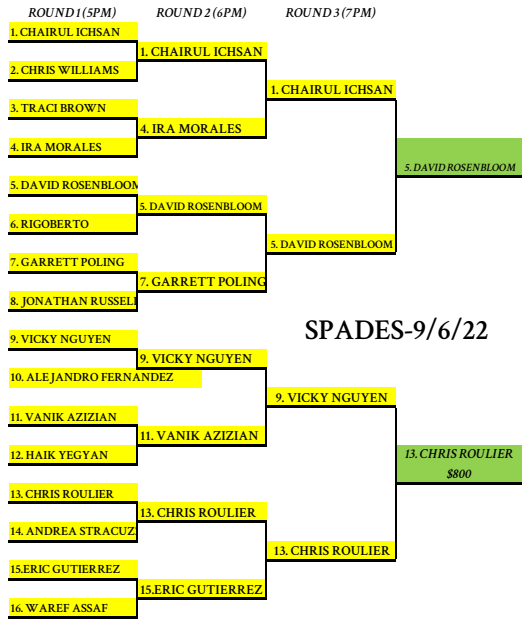 ROUND 1 (5PM)
ROUND 2 (6PM)
ROUND 3 (7PM)
1. CHAIRUL ICHSAN
2. CHRIS WILLIAMS
3. TRACI BROWN
4. IRA MORALES
5. DAVID ROSENBLOOM
6. RIGOBERTO
7. GARRETT POLING
8. JONATHAN RUSSELL
9. VICKY NGUYEN
10. ALEJANDRO FERNANDEZ
11. VANIK AZIZIAN
12. HAIK YEGYAN
13. CHRIS ROULIER
14. ANDREA STRACUZ
15.ERIC GUTIERREZ
16. WAREF ASSAF
1. CHAIRUL ICHSAN
4. IRA MORALES
5. DAVID ROSENBLOOM
7. GARRETT POLING
9. VICKY NGUYEN
11. VANIK AZIZIAN
13. CHRIS ROULIER
15.ERIC GUTIERREZ
1. CHAIRUL ICHSAN
5. DAVID ROSENBLOOM
9. VICKY NGUYEN
13. CHRIS ROULIER
5. DAVID ROSENBLOOM
SPADES-9/6/22
13. CHRIS ROULIER
$800